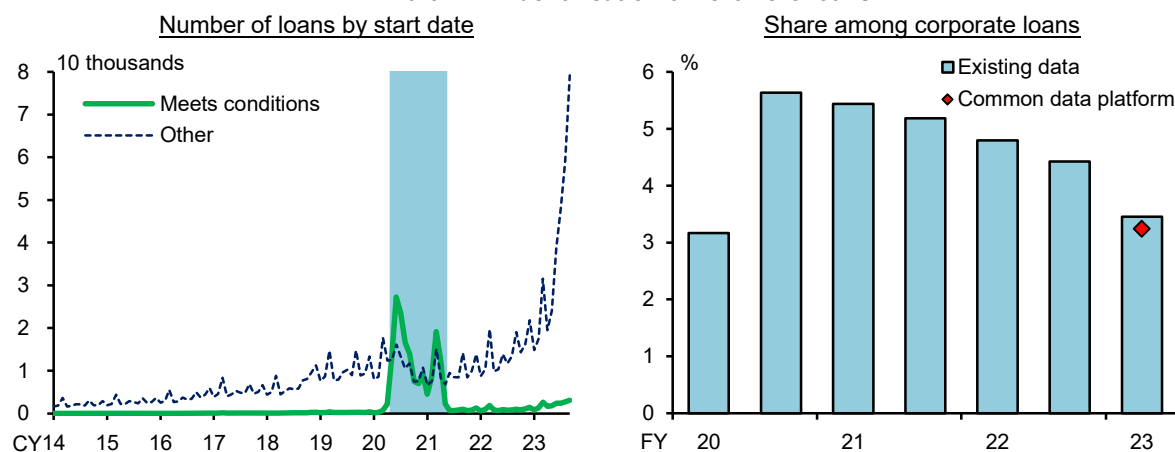 Number of loans by start date
10 thousands
8
7
6
5
4
3
2
1
0
Meets conditions
Other
CY14 15 16 17 18 19 20 21 22 23
Share among corporate loans
%
6
5
4
3
2
1
0
Existing data
Common data platform
FY 20 21 22 23